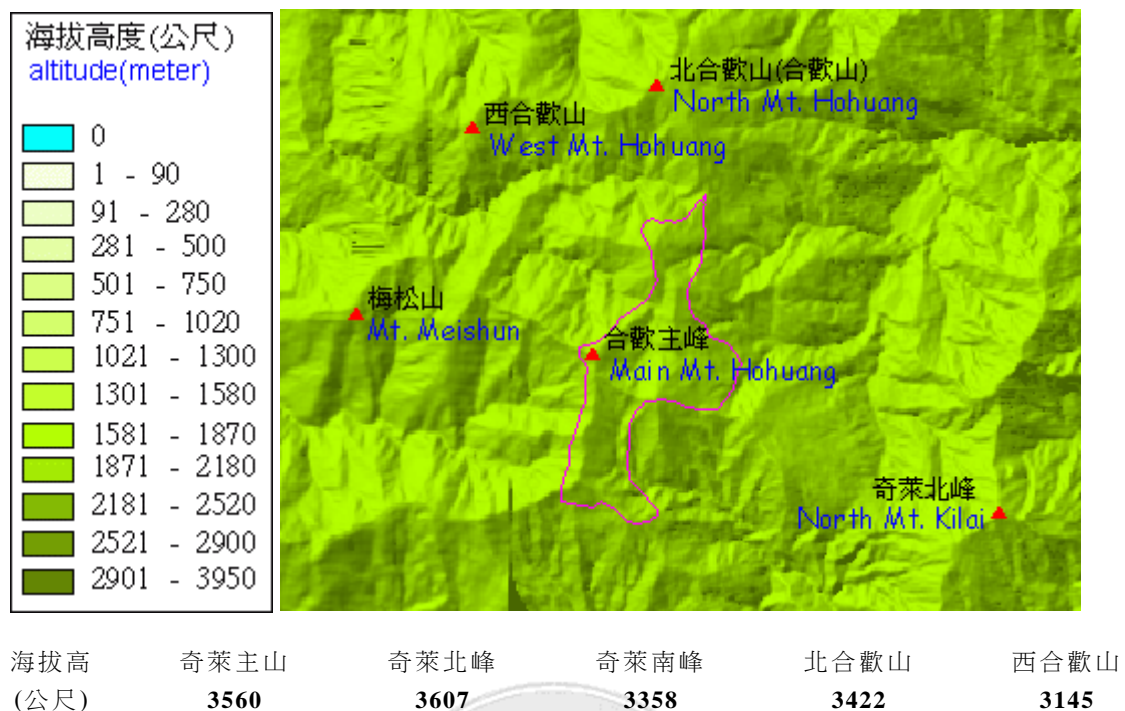 海拔高度(公尺)
altitude(meter)
0
1 - 90
91 - 280
281 - 500
501 - 750
751 - 1020
1021 - 1300
1301 - 1580
1581 - 1870
1871 - 2180
2181 - 2520
2521 - 2900
2901 - 3950
北合歡山(合歡山)
North Mt. Hohuang
西合歡山
West Mt. Hohuang
梅松山
Mt. Meishun
合歡主峰
Main Mt. Hohuang
奇萊北峰
North Mt. Kilai
海拔高 奇萊主山 奇萊北峰 奇萊南峰 北合歡山 西合歡山
(公尺) 3560 3607 3358 3422 3145